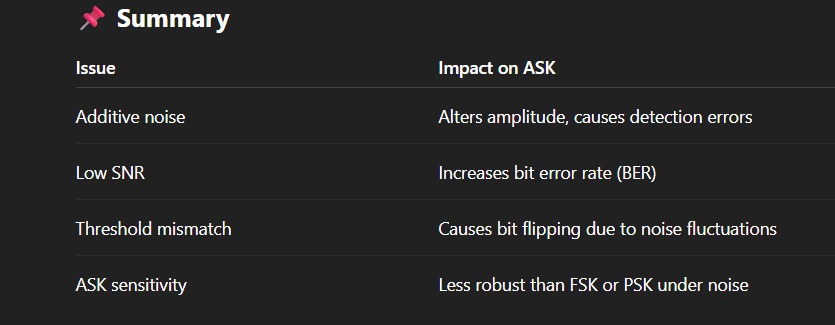 📌 Summary
Issue Impact on ASK
Additive noise Alters amplitude, causes detection errors
Low SNR Increases bit error rate (BER)
Threshold mismatch Causes bit flipping due to noise fluctuations
ASK sensitivity Less robust than FSK or PSK under noise